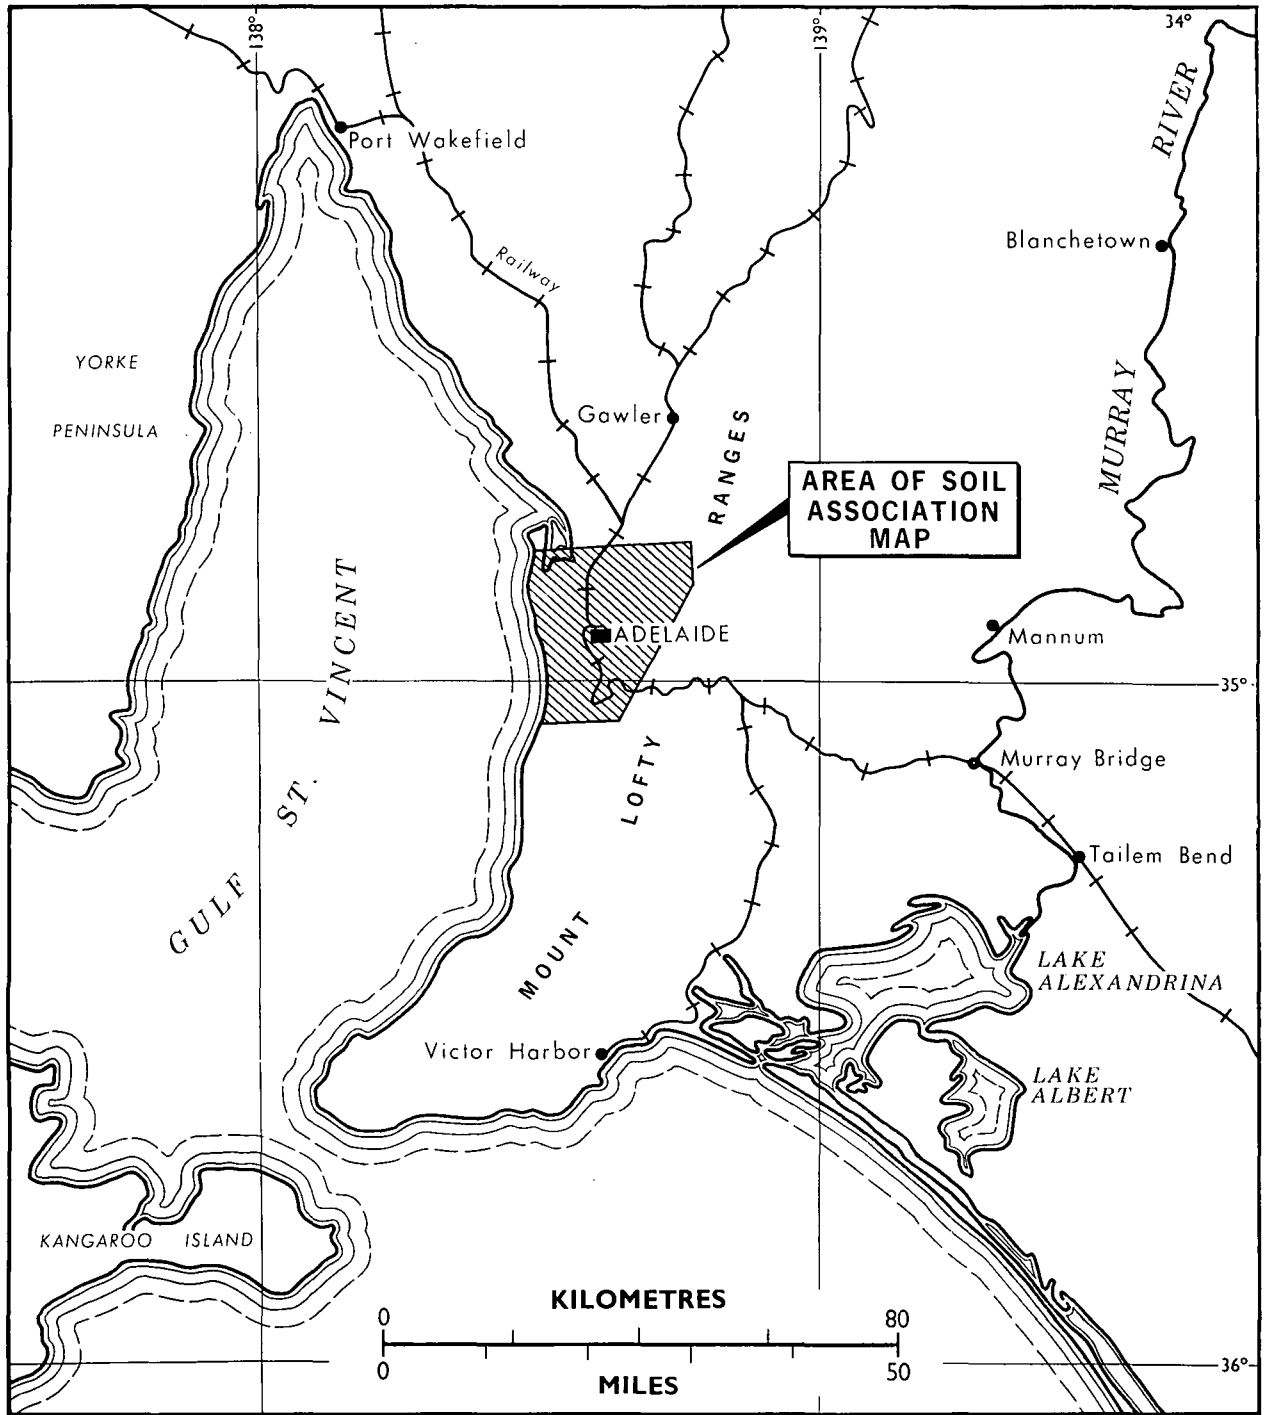 138°
139°
34°
Port Wakefield
RIVER
Blanchetown
Railway
YORKE
PENINSULA
MURRAY
Gawler
RANGES
AREA OF SOIL
ASSOCIATION
MAP
ADELAIDE
Mannum
35°
GULF ST. VINCENT
Murray Bridge
LOFTY
Tailem Bend
MOUNT
LAKE
ALEXANDRINA
Victor Harbor
LAKE
ALBERT
KANGAROO ISLAND
KILOMETRES
0 80
0 50
MILES
36°